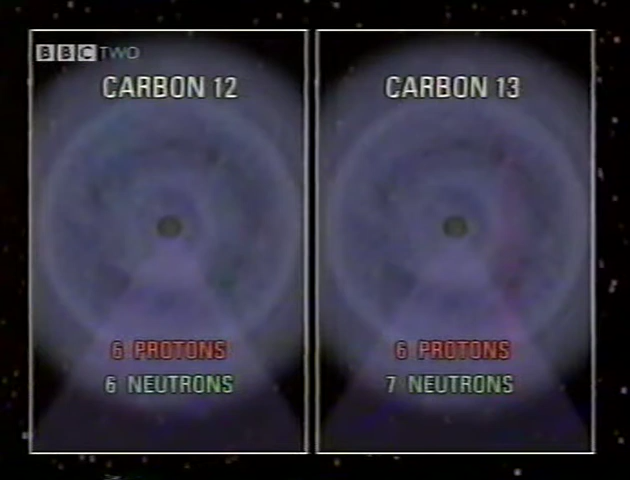 BBC TWO
CARBON 12
6 PROTONS
6 NEUTRONS
CARBON 13
6 PROTONS
7 NEUTRONS